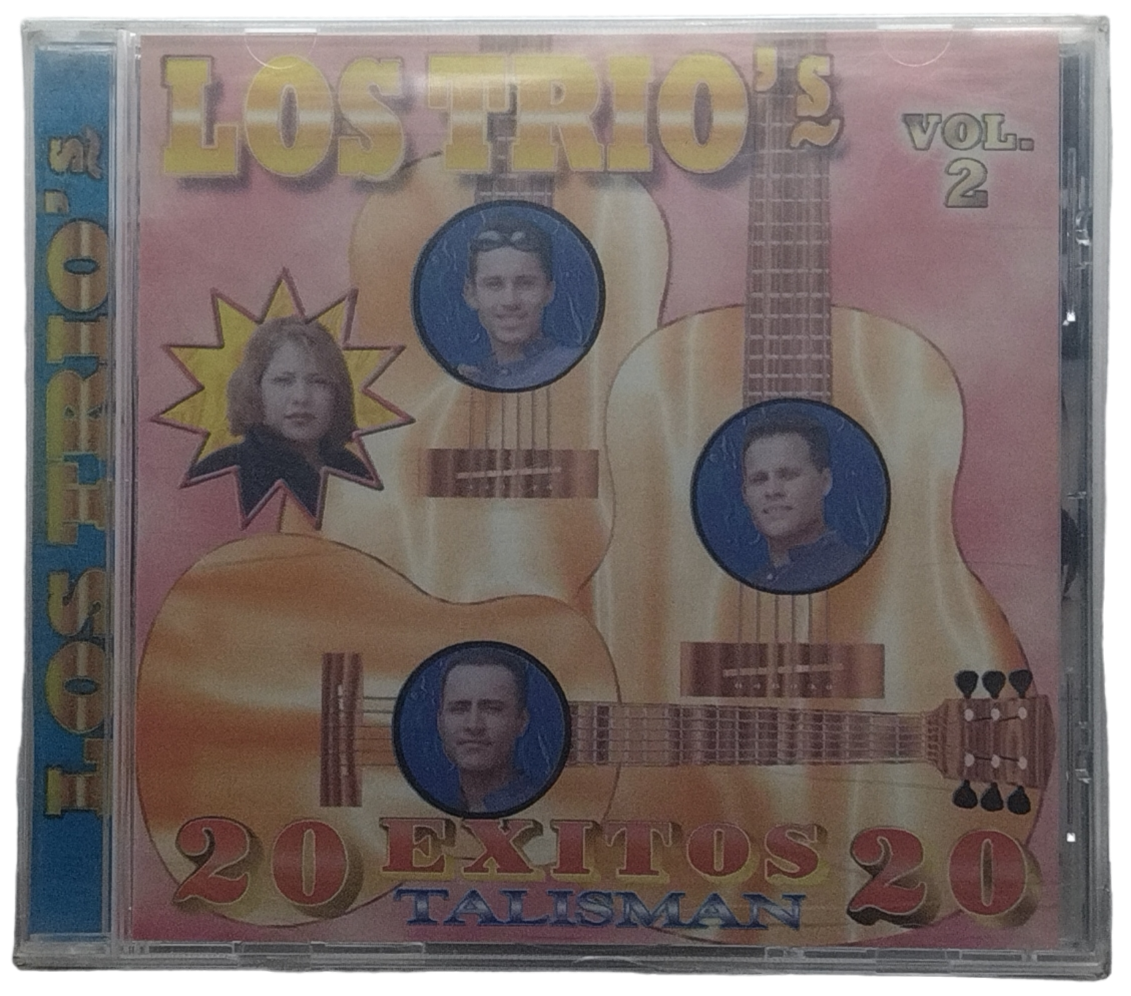 LOS TRIO's
LOS TRIO's
VOL.
2
20 EXITOS 20
TALISMAN